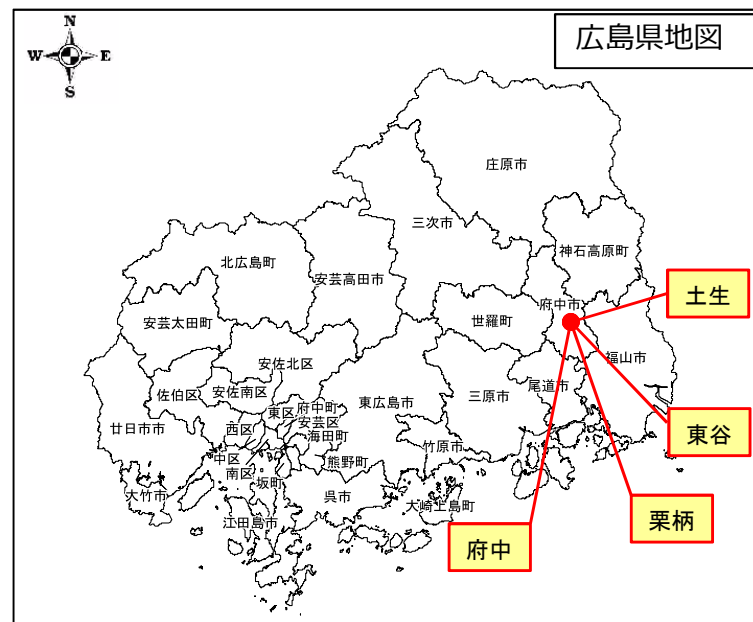 広島県地図
N
W E
S
庄原市
三次市
神石高原町
北広島町
安芸高田市
府中市
土生
安芸太田町
世羅町
福山市
安佐北区
佐伯区
安佐南区
尾道市
東広島市
三原市
府中町
東区
安芸区
廿日市市
西区
海田町
東谷
竹原市
中区
熊野町
南区
坂町
大竹市
呉市
大崎上島町
栗柄
江田島市
府中